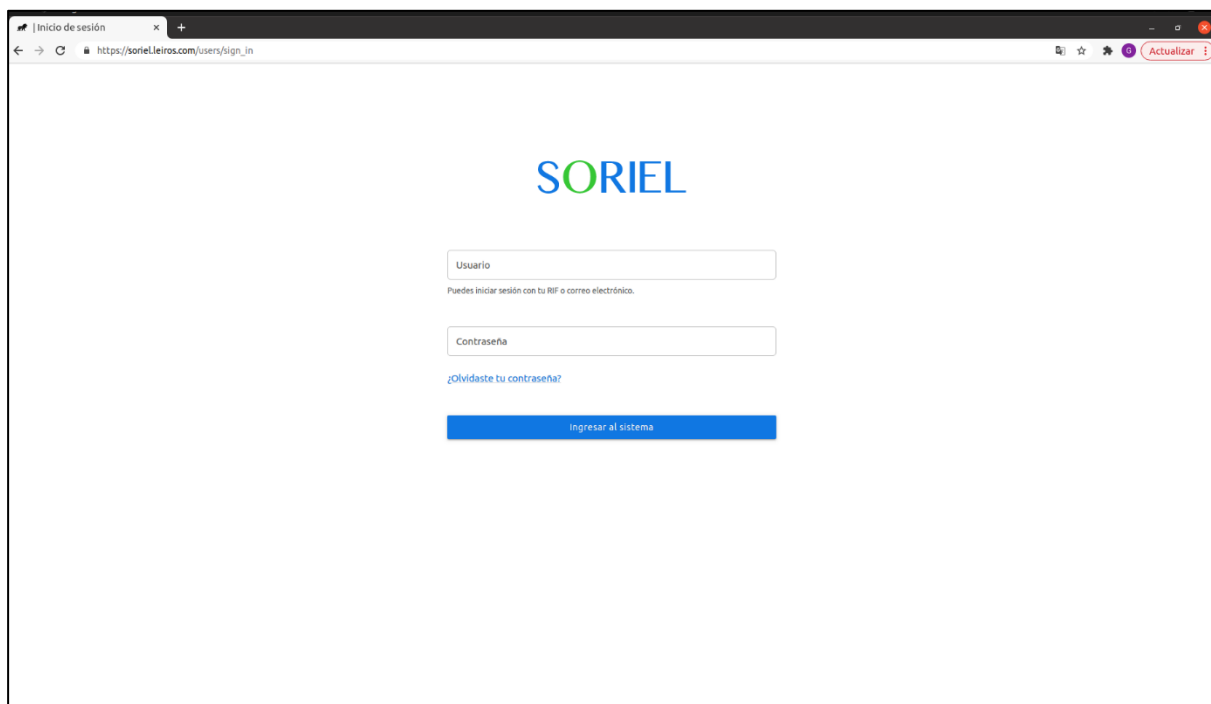 | Inicio de sesión
https://soriel.leiros.com/users/sign_in
G
Actualizar
SORIEL
Usuario
Puedes iniciar sesión con tu RIF o correo electrónico.
Contraseña
¿Olvidaste tu contraseña?
Ingresar al sistema